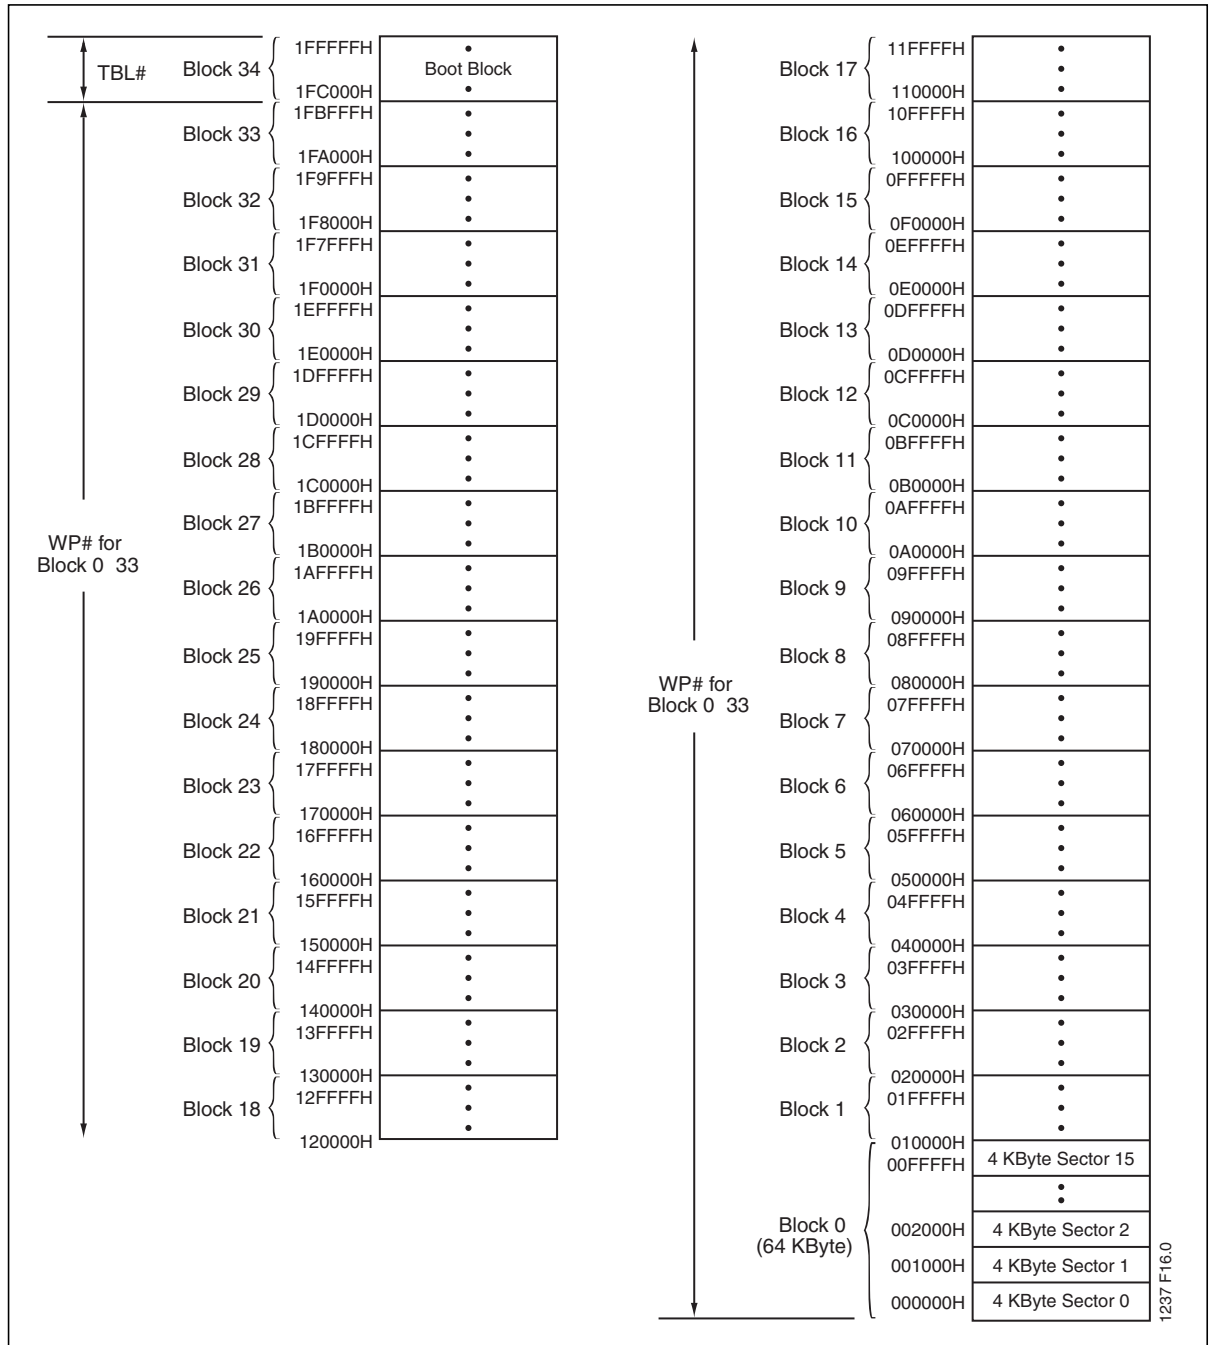 TBL#
WP# for
Block 0 33
Block 34
1FFFFFH
Boot Block
1FC000H
Block 33
1FBFFFH
1FA000H
Block 32
1F9FFFH
1F8000H
Block 31
1F7FFFH
1F0000H
Block 30
1EFFFFH
1E0000H
Block 29
1DFFFFH
1D0000H
Block 28
1CFFFFH
1C0000H
Block 27
1BFFFFH
1B0000H
Block 26
1AFFFFH
1A0000H
Block 25
19FFFFH
190000H
Block 24
18FFFFH
180000H
Block 23
17FFFFH
170000H
Block 22
16FFFFH
160000H
Block 21
15FFFFH
150000H
Block 20
14FFFFH
140000H
Block 19
13FFFFH
130000H
Block 18
12FFFFH
120000H
WP# for
Block 0 33
Block 17
11FFFFH
110000H
Block 16
10FFFFH
100000H
Block 15
0FFFFFH
0F0000H
Block 14
0EFFFFH
0E0000H
Block 13
0DFFFFH
0D0000H
Block 12
0CFFFFH
0C0000H
Block 11
0BFFFFH
0B0000H
Block 10
0AFFFFH
0A0000H
Block 9
09FFFFH
090000H
Block 8
08FFFFH
080000H
Block 7
07FFFFH
070000H
Block 6
06FFFFH
060000H
Block 5
05FFFFH
050000H
Block 4
04FFFFH
040000H
Block 3
03FFFFH
030000H
Block 2
02FFFFH
020000H
Block 1
01FFFFH
010000H
Block 0
(64 KByte)
00FFFFH
4 KByte Sector 15
002000H
4 KByte Sector 2
001000H
4 KByte Sector 1
000000H
4 KByte Sector 0
1237 F16.0